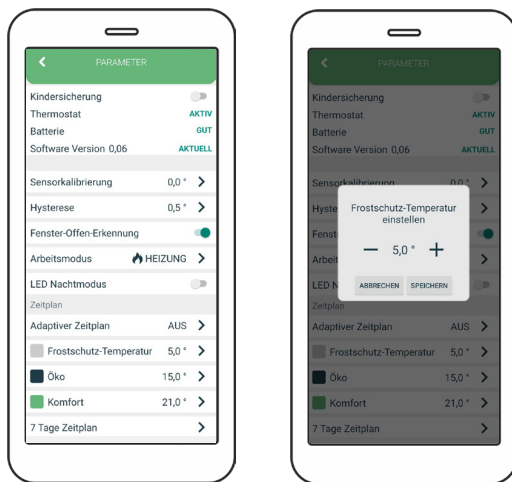 PARAMETER
Kindersicherung
Thermostat AKTIV
Batterie GUT
Software Version 0,06 AKTUELL
Sensorkalibrierung 0,0 °
Hysterese 0,5 °
Fenster-Offen-Erkennung
Arbeitsmodus HEIZUNG
LED Nachtmodus
Zeitplan
Adaptiver Zeitplan AUS
Frostschutz-Temperatur 5,0 °
Öko 15,0 °
Komfort 21,0 °
7 Tage Zeitplan
PARAMETER
Kindersicherung
Thermostat AKTIV
Batterie GUT
Software Version 0,06 AKTUELL
Sensorkalibrierung 0,0 °
Hyste
Frostschutz-Temperatur
einstellen
Fenst
5,0 °
Arbeit
LED N
ABBRECHEN SPEICHERN
Zeitplan
Adaptiver Zeitplan AUS
Frostschutz-Temperatur 5,0 °
Öko 15,0 °
Komfort 21,0 °
7 Tage Zeitplan